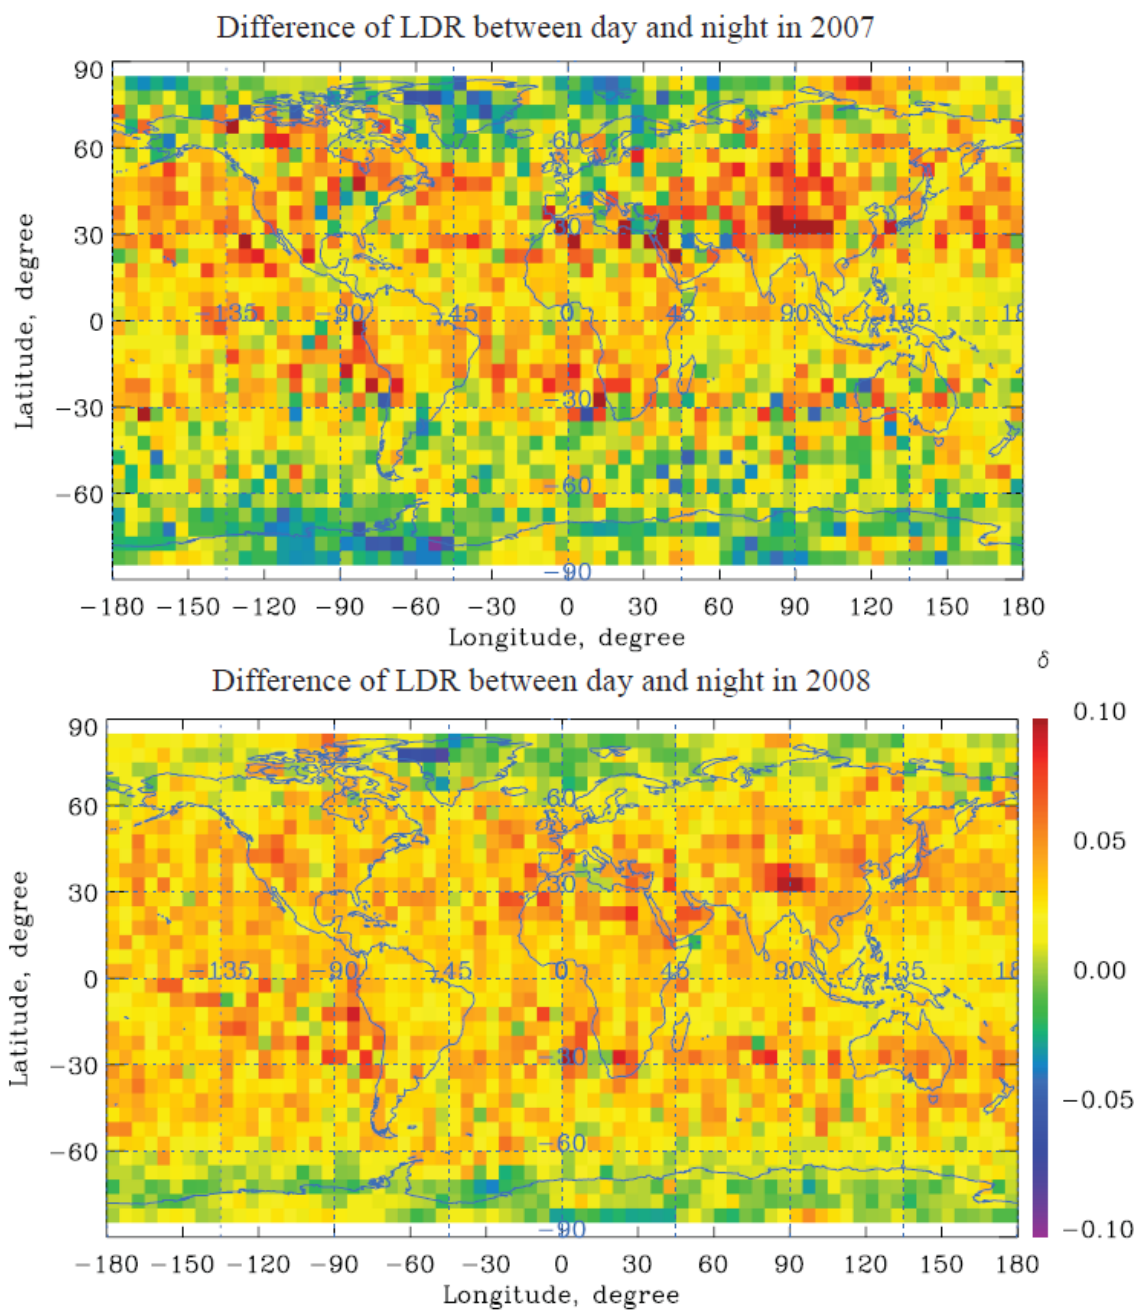 Difference of LDR between day and night in 2007
90
60
30
0
−30
−60
Latitude, degree
60
30
−135 −90 −45 0 45 90 135 18
−30
−60
−90
−180 −150 −120 −90 −60 −30 0 30 60 90 120 150 180
Longitude, degree
δ
Difference of LDR between day and night in 2008
90
60
30
0
−30
−60
Latitude, degree
60
30
−135 −90 −45 0 45 90 135 18
−30
−60
−90
−180 −150 −120 −90 −60 −30 0 30 60 90 120 150 180
Longitude, degree
0.10
0.05
0.00
−0.05
−0.10